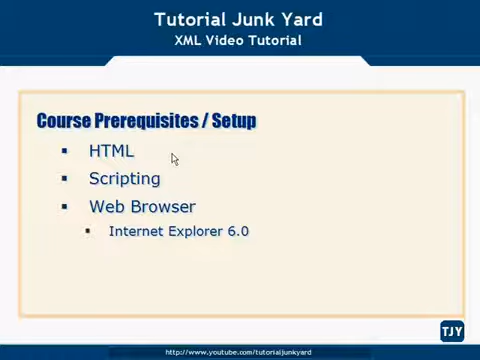 Tutorial Junk Yard
XML Video Tutorial
Course Prerequisites / Setup
HTML
Scripting
Web Browser
Internet Explorer 6.0
TJY
http://www.youtube.com/tutorialjunkyard